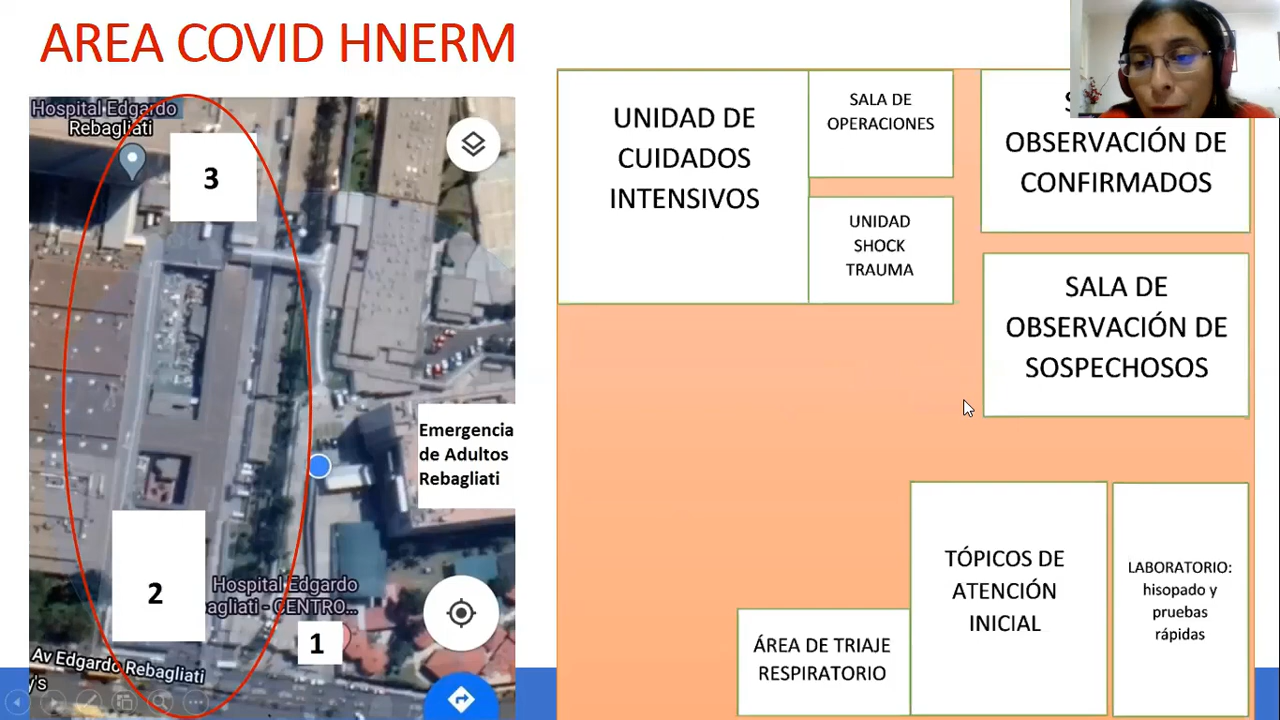 AREA COVID HNERM
Hospital Edgardo
Rebagliati
3
Emergencia
de Adultos
Rebagliati
2
Hospital Edgardo
bagliati - CENTRO...
1
Av Edgardo Rebagliati
y's
UNIDAD DE
CUIDADOS
INTENSIVOS
SALA DE
OPERACIONES
UNIDAD
SHOCK
TRAUMA
OBSERVACIÓN DE
CONFIRMADOS
SALA DE
OBSERVACIÓN DE
SOSPECHOSOS
TÓPICOS DE
ATENCIÓN
INICIAL
LABORATORIO:
hisopado y
pruebas
rápidas
ÁREA DE TRIAJE
RESPIRATORIO